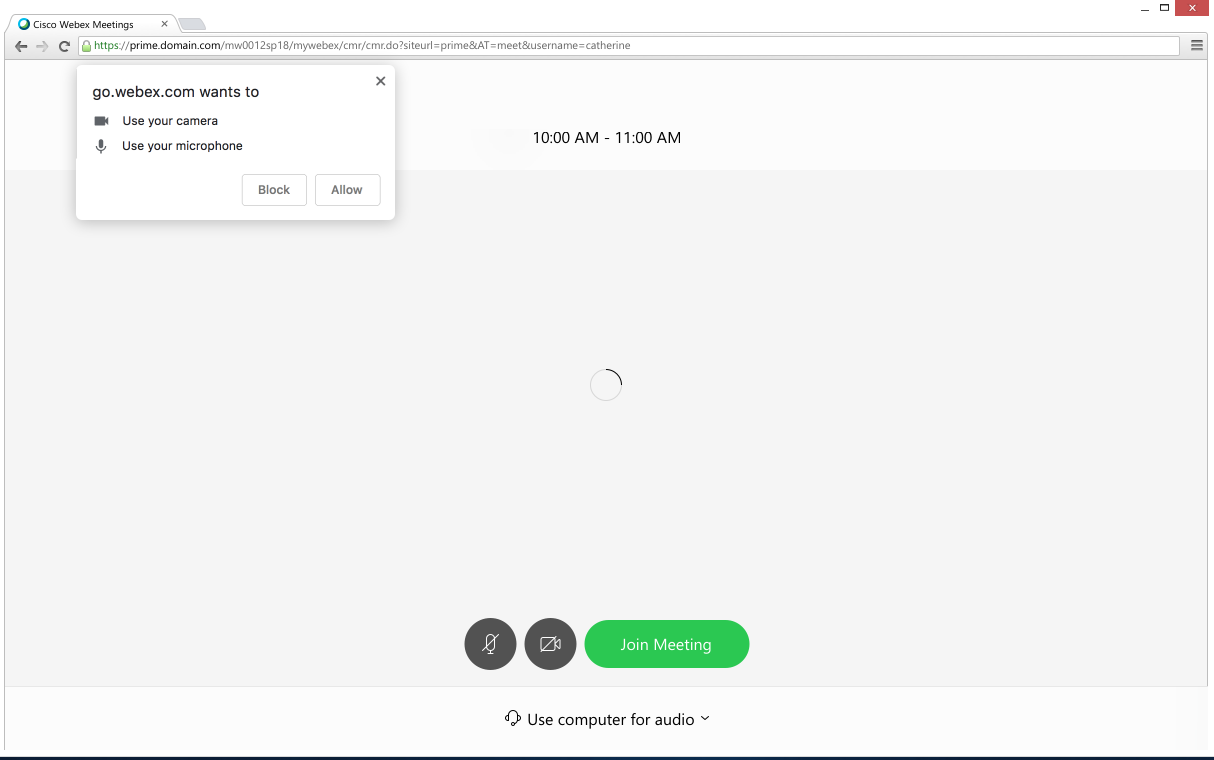 Cisco Webex Meetings
https://prime.domain.com/mw0012sp18/mywebex/cmr/cmr.do?siteurl=prime&AT=meet&username=catherine
go.webex.com wants to
Use your camera
Use your microphone
Block
Allow
10:00 AM - 11:00 AM
Join Meeting
Use computer for audio